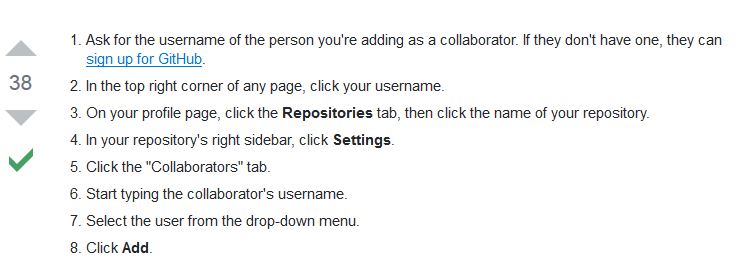 1. Ask for the username of the person you're adding as a collaborator. If they don't have one, they can
sign up for GitHub.
38
2. In the top right corner of any page, click your username.
3. On your profile page, click the Repositories tab, then click the name of your repository.
4. In your repository's right sidebar, click Settings.
5. Click the "Collaborators" tab.
6. Start typing the collaborator's username.
7. Select the user from the drop-down menu.
8. Click Add.